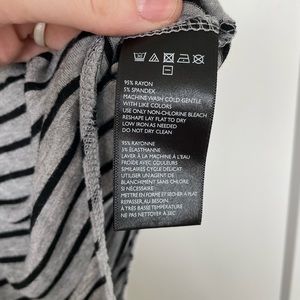 95% RAYON
5% SPANDEX
MACHINE WASH COLD-GENTLE
WITH LIKE COLORS
USE ONLY NON-CHLORINE BLEACH
RESHAPE LAY FLAT TO DRY
LOW IRON AS NEEDED
DO NOT DRY CLEAN
95% RAYONNE
5% ÉLASTHANNE
LAVER À LA MACHINE À L'EAU
FROIDE AVEC COULEURS
SIMILAIRES CYCLE DÉLICAT
UTILISER UN AGENT DE
BLANCHIMENT SANS CHLORE
SI NÉCESSAIRE
METTRE EN FORME ET SÉCHER À PLAT
REPASSER, AU BESOIN,
À TRÈS BASSE TEMPÉRATURE
NE PAS NETTOYER À SEC